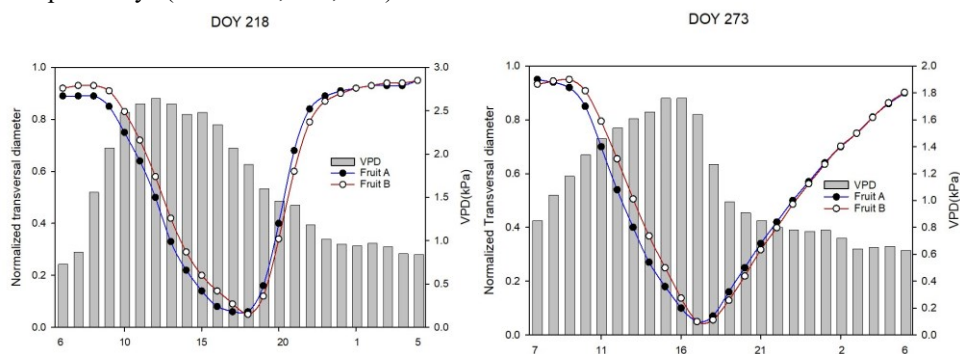 DOY 218
DOY 273
1.0
0.8
0.6
0.4
0.2
0.0
Normalized transversal diameter
3.0
2.5
2.0
1.5
1.0
0.5
0.0
VPD(kPa)
VPD
Fruit A
Fruit B
6 10 15 20 1 5
1.0
0.8
0.6
0.4
0.2
0.0
Normalized Transversal diameter
2.0
1.8
1.6
1.4
1.2
1.0
0.8
0.6
0.4
0.2
0.0
VPD(kPa)
VPD
Fruit A
Fruit B
7 11 16 21 2 6